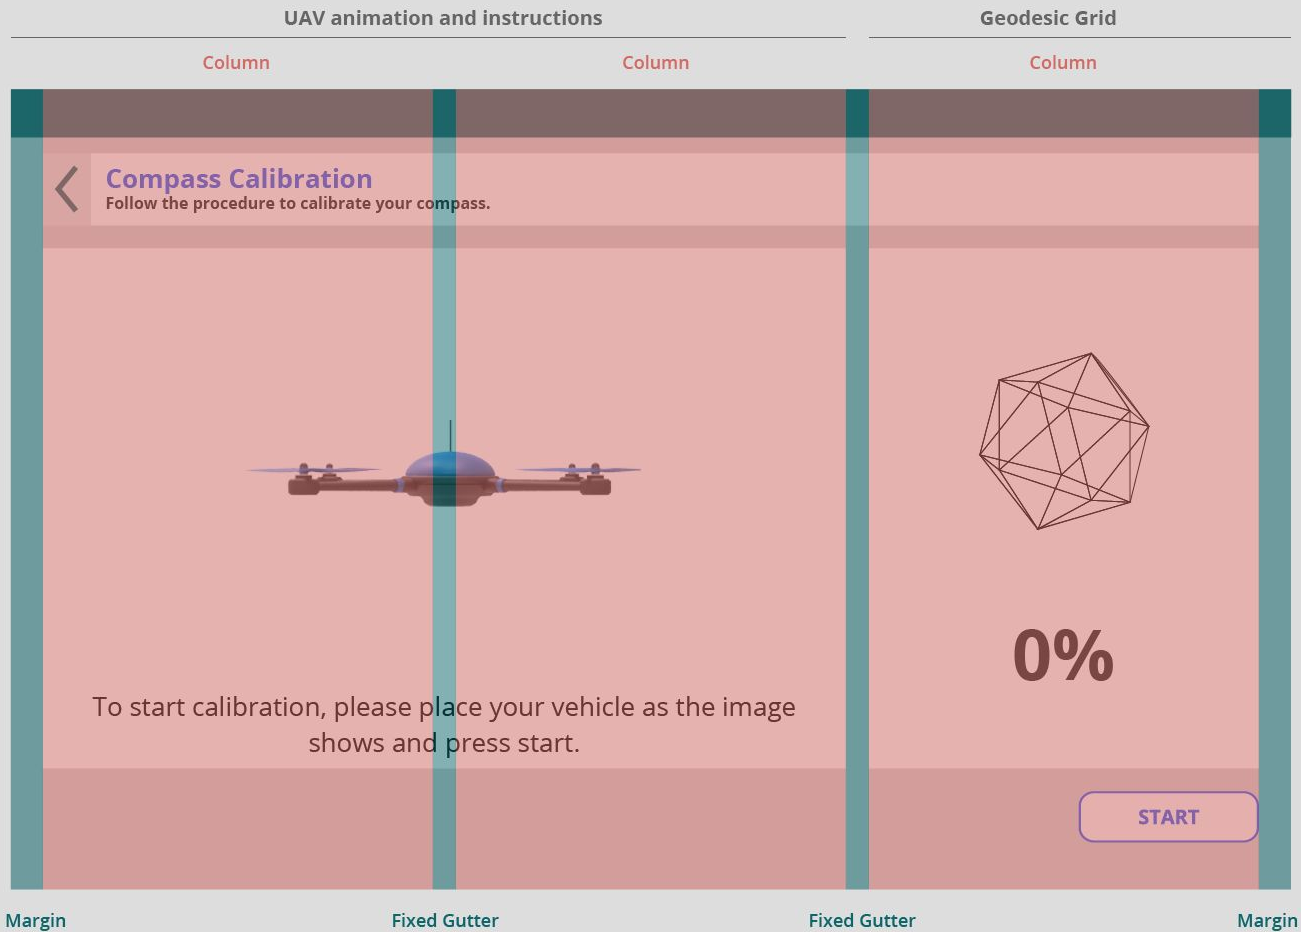 UAV animation and instructions
Geodesic Grid
Column
Column
Column
Compass Calibration
Follow the procedure to calibrate your compass.
0%
To start calibration, please place your vehicle as the image
shows and press start.
START
Margin
Fixed Gutter
Fixed Gutter
Margin